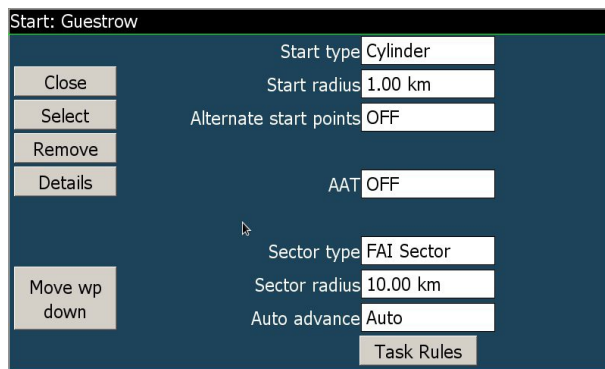 Start: Guestrow
Start type Cylinder
Close
Start radius 1.00 km
Select
Alternate start points OFF
Remove
Details
AAT OFF
Sector type FAI Sector
Move wp
down
Sector radius 10.00 km
Auto advance Auto
Task Rules